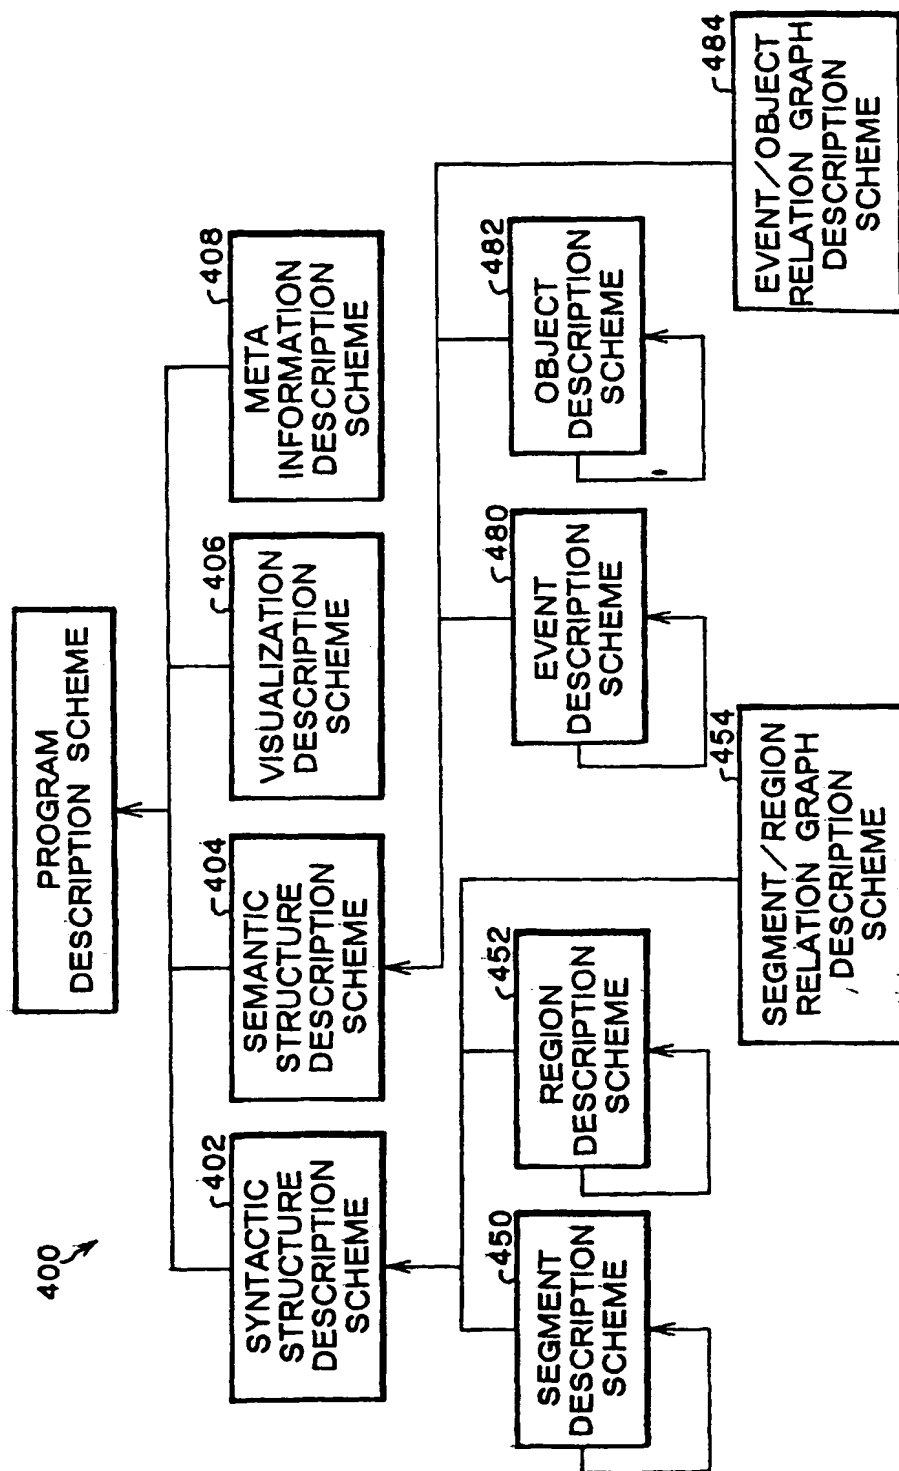 400
PROGRAM
DESCRIPTION SCHEME
402
SYNTACTIC
STRUCTURE
DESCRIPTION
SCHEME
404
SEMANTIC
STRUCTURE
DESCRIPTION
SCHEME
406
VISUALIZATION
DESCRIPTION
SCHEME
408
META
INFORMATION
DESCRIPTION
SCHEME
450
SEGMENT
DESCRIPTION
SCHEME
452
REGION
DESCRIPTION
SCHEME
454
SEGMENT/REGION
RELATION GRAPH
DESCRIPTION
SCHEME
480
EVENT
DESCRIPTION
SCHEME
482
OBJECT
DESCRIPTION
SCHEME
484
EVENT/OBJECT
RELATION GRAPH
DESCRIPTION
SCHEME